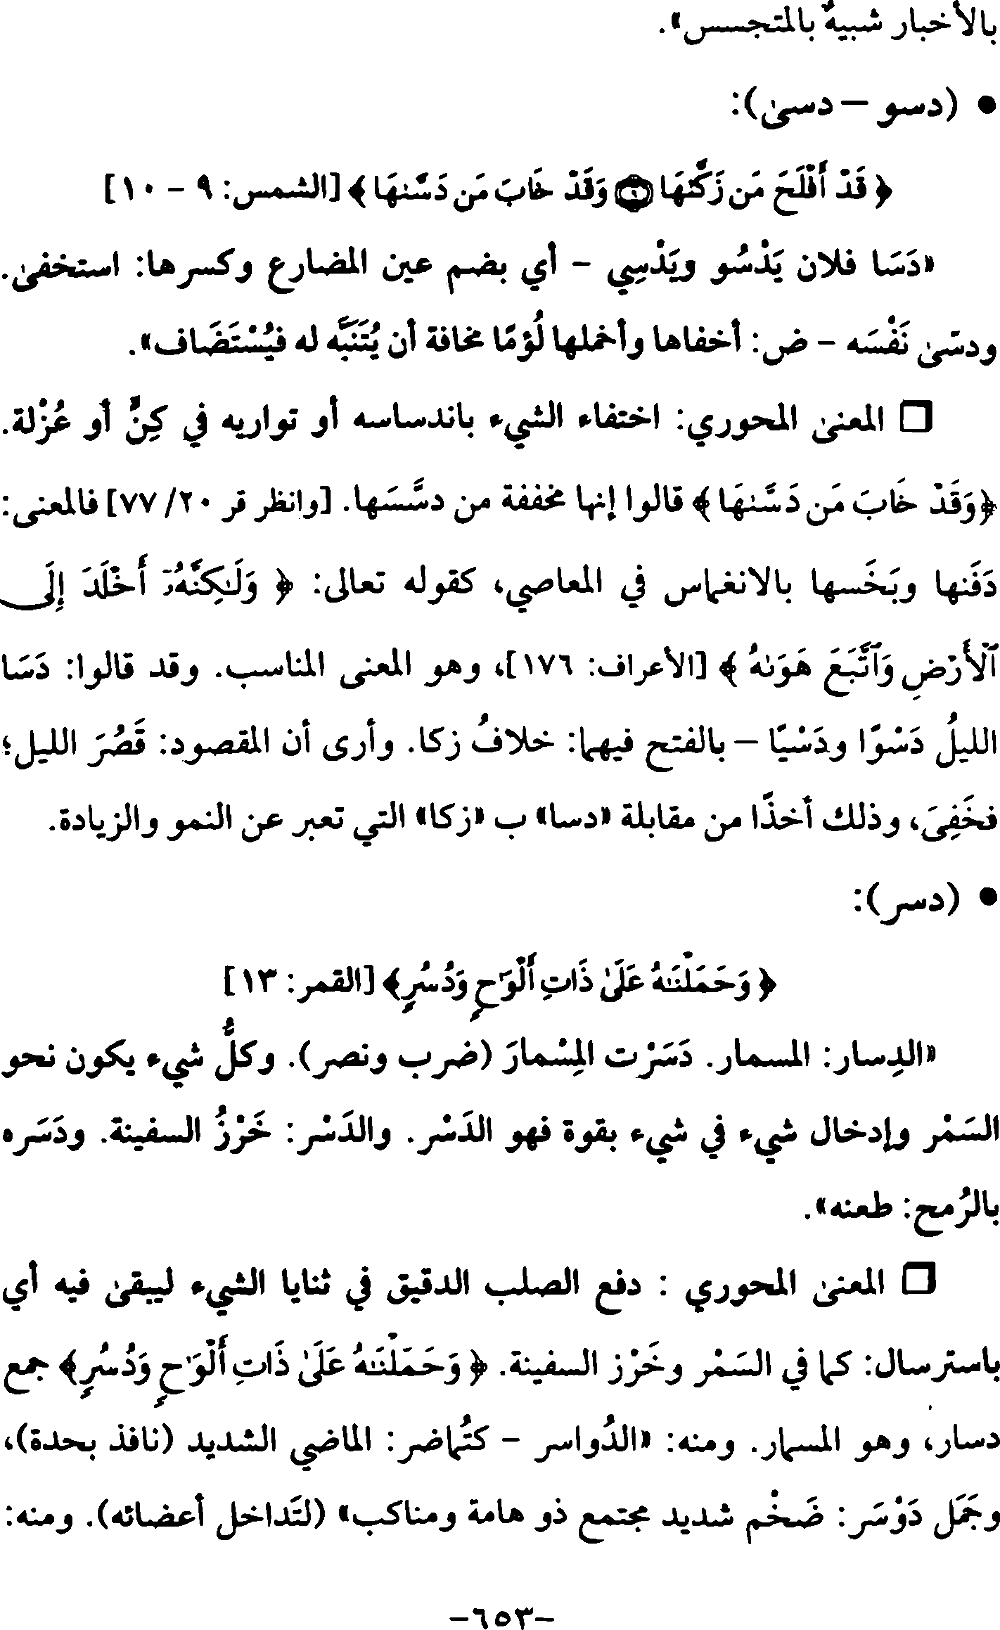 بالأخبار شبيهٌ بالمتجسس».
• (دسو – دسىٰ):
﴿ قَدْ أَفْلَحَ مَن زَكَّىٰهَا ۝٩ وَقَدْ خَابَ مَن دَسَّىٰهَا ﴾ [الشمس: ٩ - ١٠]
«دَسَا فلان يَدْسُو ويَدْسِي - أي بضم عين المضارع وكسرها: استخفىٰ.
ودسّىٰ نَفْسَه - ض: أخفاها وأخملها لُؤمًا مخافة أن يُتَنَبَّه له فيُسْتَضَاف».
❒ المعنىٰ المحوري: اختفاء الشيء باندساسه أو تواريه في كِنٍّ أو عُزْلة.
﴿وَقَدْ خَابَ مَن دَسَّىٰهَا ﴾ قالوا إنها مخففة من دسَّسَها. [وانظر قر ٢٠/ ٧٧] فالمعنى:
دَفَنها وبَخَسها بالانغماس في المعاصي، كقوله تعالى: ﴿ وَلَـٰكِنَّهُۥٓ أَخْلَدَ إِلَى
ٱلْأَرْضِ وَٱتَّبَعَ هَوَىٰهُ ﴾ [الأعراف: ١٧٦]، وهو المعنى المناسب. وقد قالوا: دَسَا
الليلُ دَسْوًا ودَسْيًا – بالفتح فيهما: خلافُ زكا. وأرى أن المقصود: قَصُرَ الليل؛
فخَفِيَ، وذلك أخذًا من مقابلة «دسا» ب «زكا» التي تعبر عن النمو والزيادة.
• (دسر):
﴿ وَحَمَلْنَـٰهُ عَلَىٰ ذَاتِ أَلْوَٰحٍ وَدُسُرٍ﴾ [القمر: ١٣]
«الدِسار: المسمار. دَسَرْت المِسْمارَ (ضرب ونصر). وكلُّ شيء يكون نحو
السَمْر وإدخال شيء في شيء بقوة فهو الدَسْر. والدَسْر: خَرْزُ السفينة. ودَسَره
بالرُمح: طعنه».
❒ المعنىٰ المحوري : دفع الصلب الدقيق في ثنايا الشيء ليبقىٰ فيه أي
باسترسال: كما في السَمْر وخَرْز السفينة. ﴿ وَحَمَلْنَـٰهُ عَلَىٰ ذَاتِ أَلْوَٰحٍ وَدُسُرٍ﴾ جمع
دسار، وهو المسمار. ومنه: «الدُواسر - كتُماضر: الماضي الشديد (نافذ بحدة)،
وجَمَل دَوْسَر: ضَخْم شديد مجتمع ذو هامة ومناكب» (لتَداخل أعضائه). ومنه:
-٦٥٣-